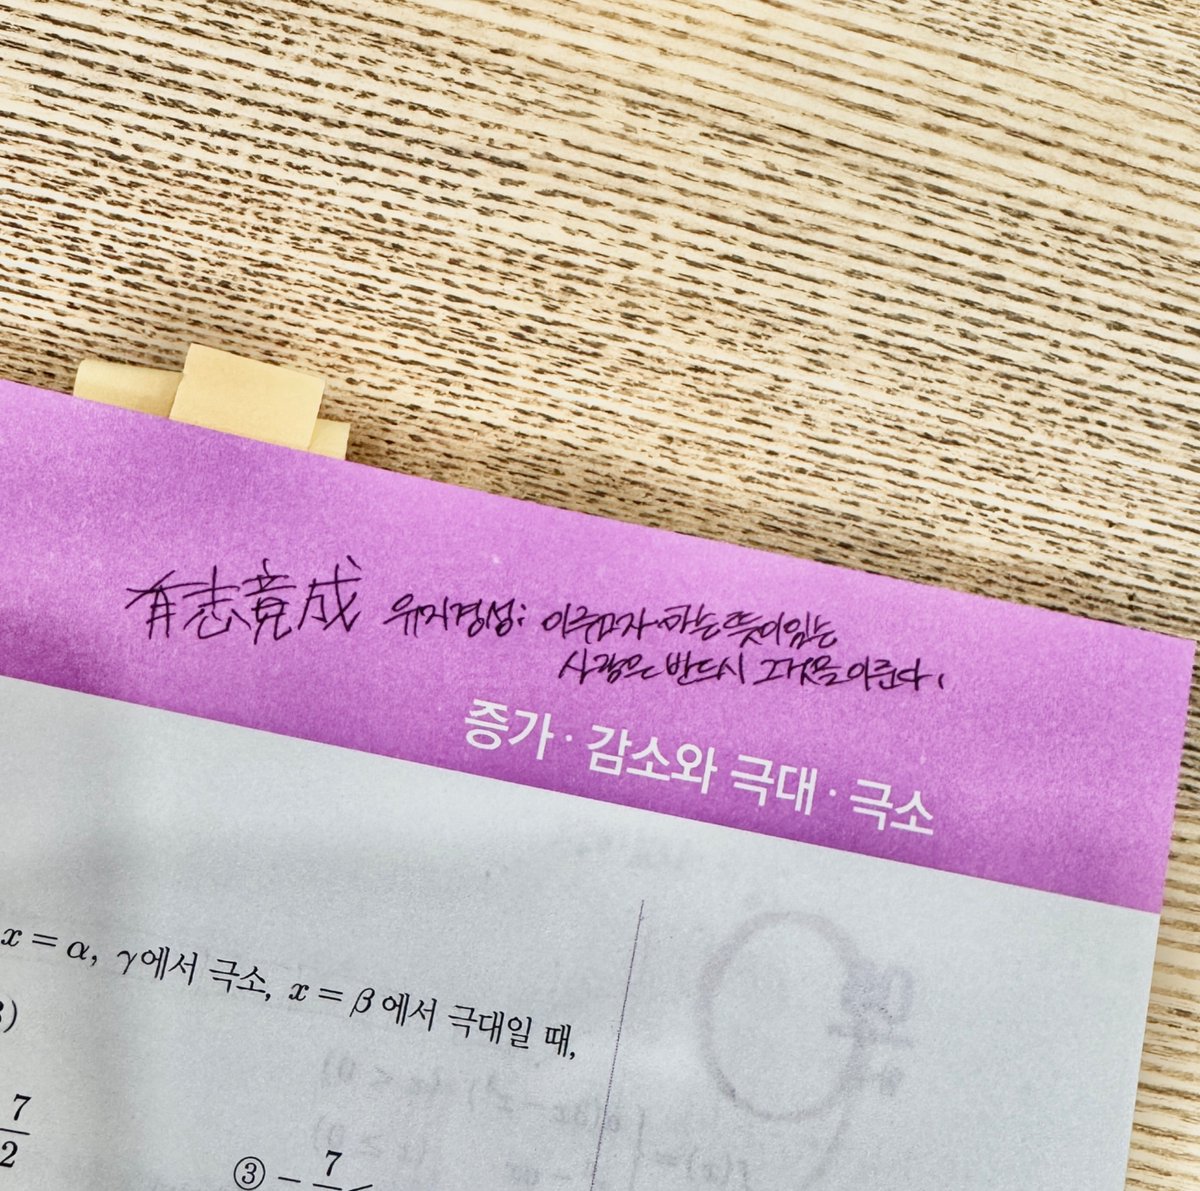 有志竟成 유지경성: 이루고자 하는 뜻이 있는
사람은 반드시 그것을 이룬다.
증가 · 감소와 극대 · 극소
x = α, γ에서 극소, x = β에서 극대일 때,
7
2
③ - 7